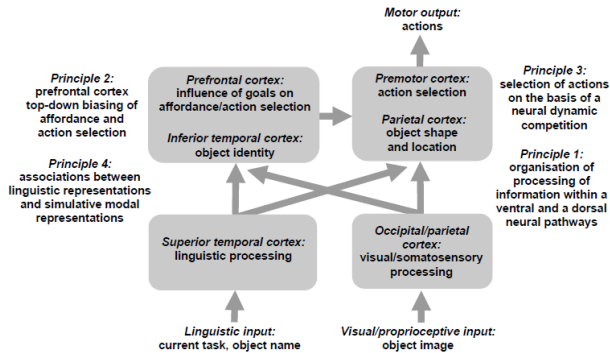 Motor output:
actions
Principle 2:
prefrontal cortex
top-down biasing of
affordance and
action selection
Prefrontal cortex:
influence of goals on
affordance/action selection
Inferior temporal cortex:
object identity
Premotor cortex:
action selection
Parietal cortex:
object shape
and location
Principle 3:
selection of actions
on the basis of a
neural dynamic
competition
Principle 4:
associations between
linguistic representations
and simulative modal
representations
Principle 1:
organisation of
processing of
information within a
ventral and a dorsal
neural pathways
Superior temporal cortex:
linguistic processing
Occipital/parietal
cortex:
visual/somatosensory
processing
Linguistic input:
current task, object name
Visual/proprioceptive input:
object image